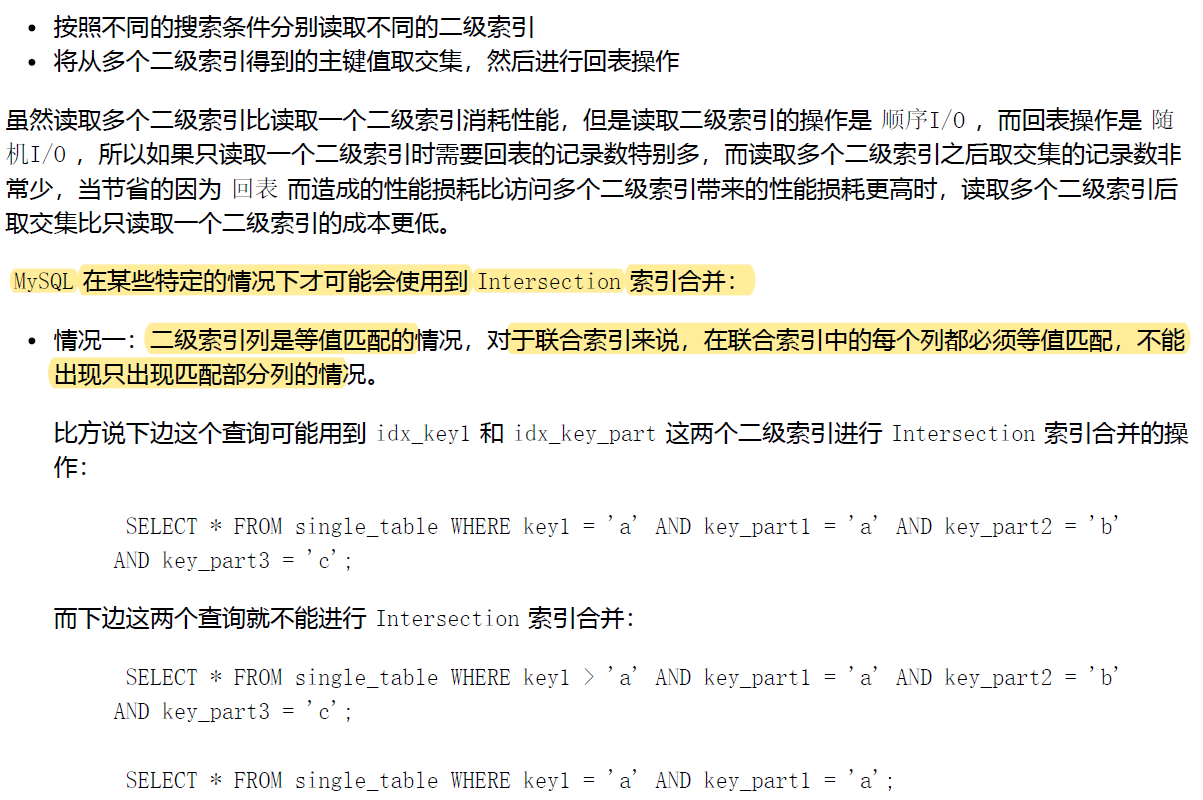 • 按照不同的搜索条件分别读取不同的二级索引
• 将从多个二级索引得到的主键值取交集，然后进行回表操作
虽然读取多个二级索引比读取一个二级索引消耗性能，但是读取二级索引的操作是 顺序I/O ，而回表操作是 随
机I/O ，所以如果只读取一个二级索引时需要回表的记录数特别多，而读取多个二级索引之后取交集的记录数非
常少，当节省的因为 回表 而造成的性能损耗比访问多个二级索引带来的性能损耗更高时，读取多个二级索引后
取交集比只读取一个二级索引的成本更低。
MySQL 在某些特定的情况下才可能会使用到 Intersection 索引合并：
• 情况一：二级索引列是等值匹配的情况，对于联合索引来说，在联合索引中的每个列都必须等值匹配，不能
出现只出现匹配部分列的情况。
比方说下边这个查询可能用到 idx_key1 和 idx_key_part 这两个二级索引进行 Intersection 索引合并的操
作：
SELECT * FROM single_table WHERE key1 = 'a' AND key_part1 = 'a' AND key_part2 = 'b'
AND key_part3 = 'c';
而下边这两个查询就不能进行 Intersection 索引合并：
SELECT * FROM single_table WHERE key1 > 'a' AND key_part1 = 'a' AND key_part2 = 'b'
AND key_part3 = 'c';
SELECT * FROM single_table WHERE key1 = 'a' AND key_part1 = 'a';